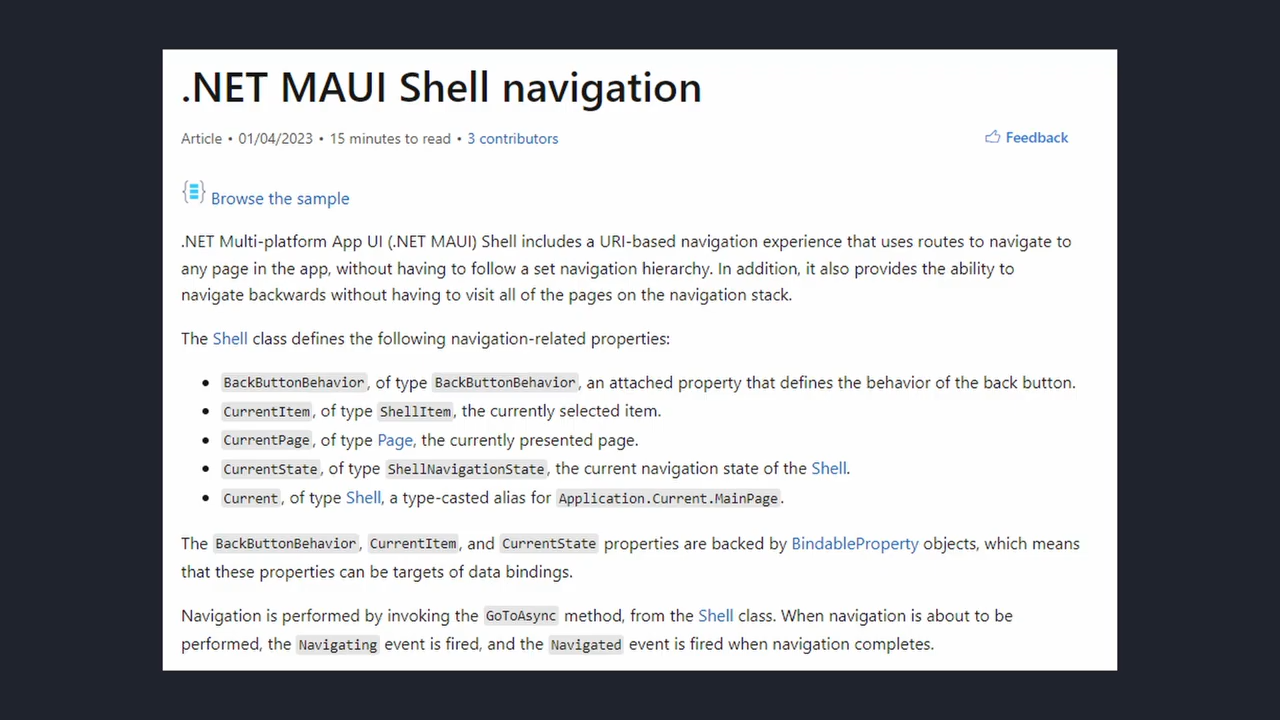 .NET MAUI Shell navigation
Article • 01/04/2023 • 15 minutes to read • 3 contributors
Feedback
Browse the sample
.NET Multi-platform App UI (.NET MAUI) Shell includes a URI-based navigation experience that uses routes to navigate to
any page in the app, without having to follow a set navigation hierarchy. In addition, it also provides the ability to
navigate backwards without having to visit all of the pages on the navigation stack.
The Shell class defines the following navigation-related properties:
• BackButtonBehavior, of type BackButtonBehavior, an attached property that defines the behavior of the back button.
• CurrentItem, of type ShellItem, the currently selected item.
• CurrentPage, of type Page, the currently presented page.
• CurrentState, of type ShellNavigationState, the current navigation state of the Shell.
• Current, of type Shell, a type-casted alias for Application.Current.MainPage.
The BackButtonBehavior, CurrentItem, and CurrentState properties are backed by BindableProperty objects, which means
that these properties can be targets of data bindings.
Navigation is performed by invoking the GoToAsync method, from the Shell class. When navigation is about to be
performed, the Navigating event is fired, and the Navigated event is fired when navigation completes.